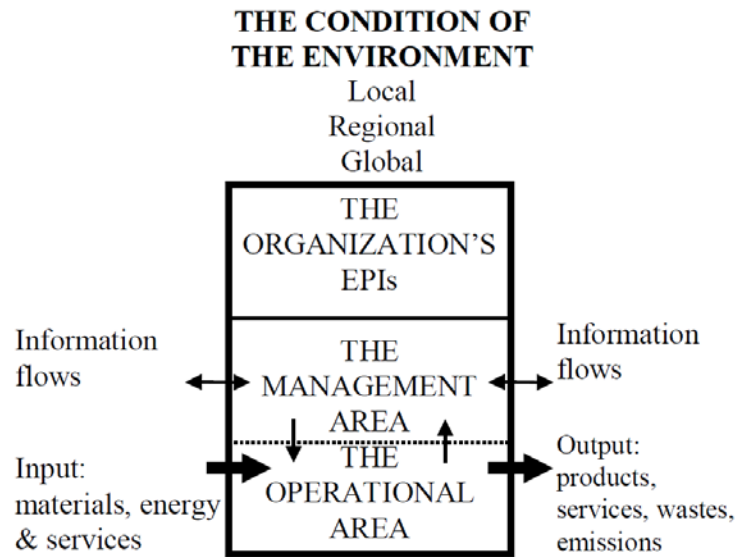 THE CONDITION OF
THE ENVIRONMENT
Local
Regional
Global
THE
ORGANIZATION'S
EPIs
Information
flows
THE
MANAGEMENT
AREA
Information
flows
Input:
materials, energy
& services
THE
OPERATIONAL
AREA
Output:
products,
services, wastes,
emissions